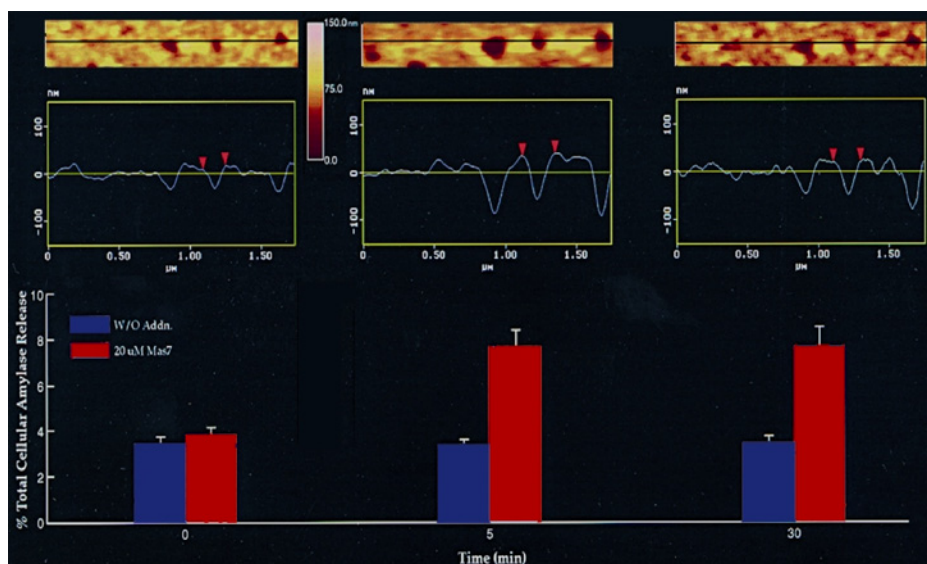 150.0 nm
75.0
0.0
nM
100
0
-100
0 0.50 1.00 1.50
µM
nM
100
0
-100
0 0.50 1.00 1.50
µM
nM
100
0
-100
0 0.50 1.00 1.50
µM
% Total Cellular Amylase Release
10
8
6
4
2
0
W/O Addn.
20 uM Mas7
0 5 30
Time (min)